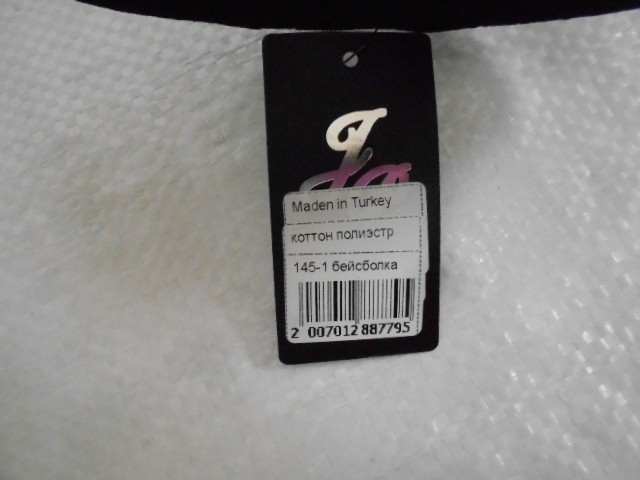 Maden in Turkey
коттон полиэстр
145-1 бейсболка
2 007012 887795